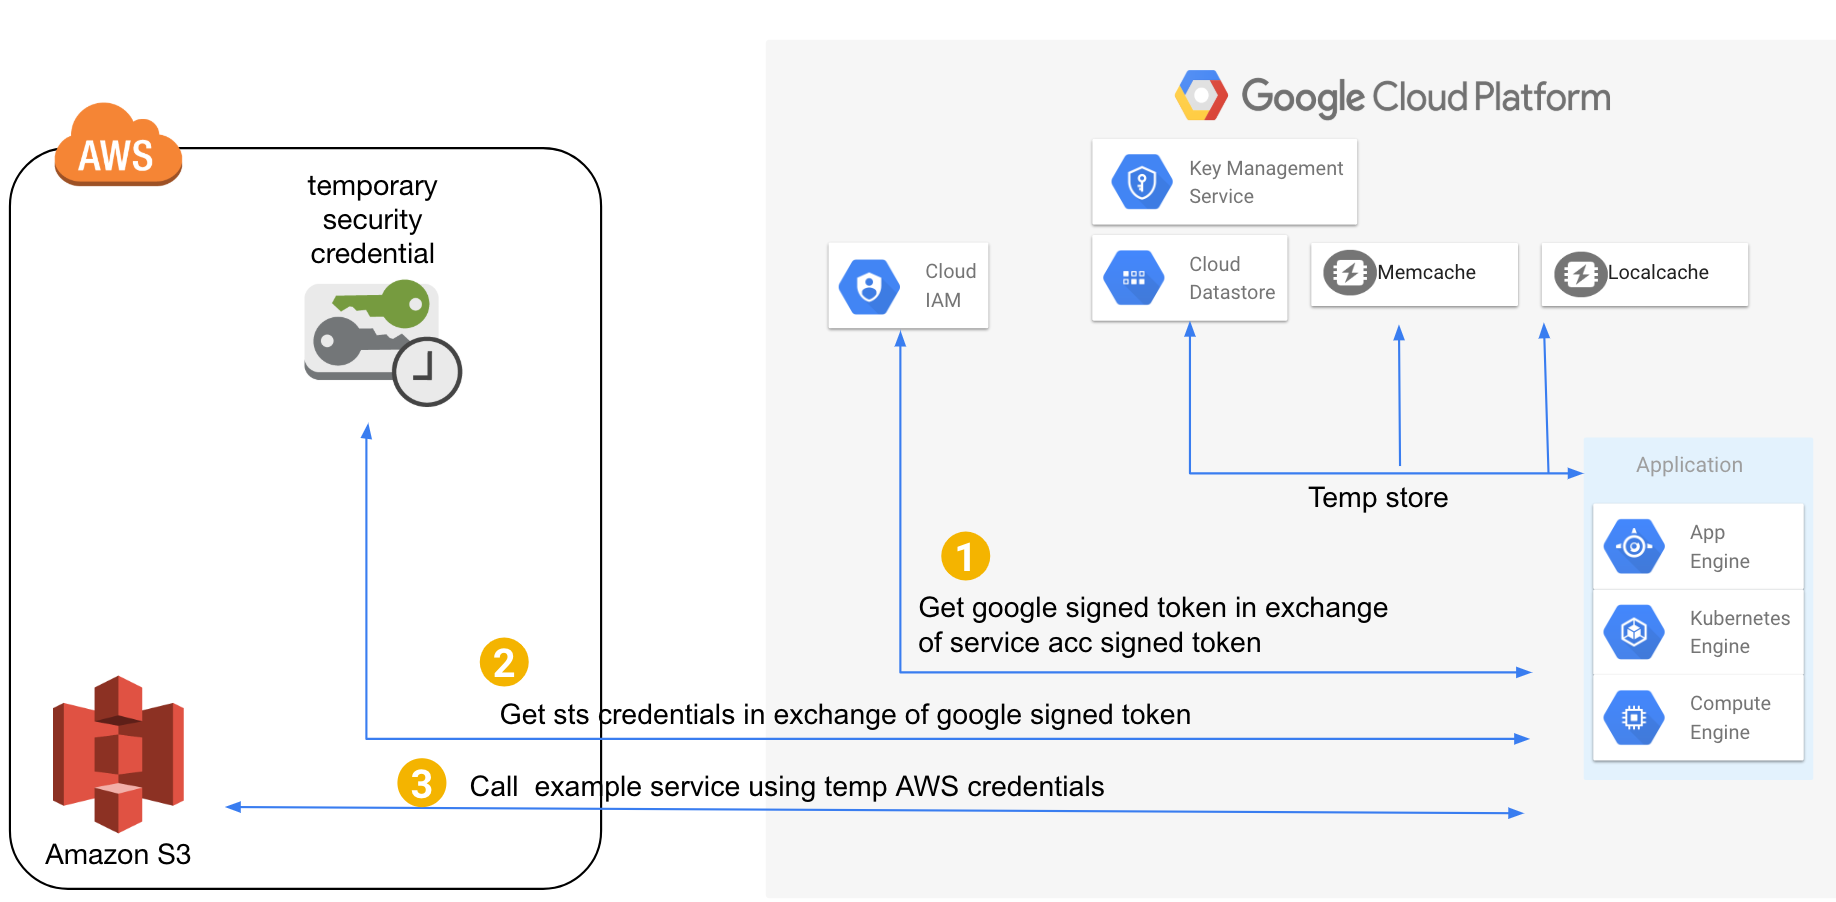 Google Cloud Platform
AWS
temporary
security
credential
Key Management
Service
Cloud
IAM
Cloud
Datastore
Memcache
Localcache
Temp store
Application
App
Engine
Kubernetes
Engine
Compute
Engine
1
Get google signed token in exchange
of service acc signed token
2
Get sts credentials in exchange of google signed token
3
Call  example service using temp AWS credentials
Amazon S3